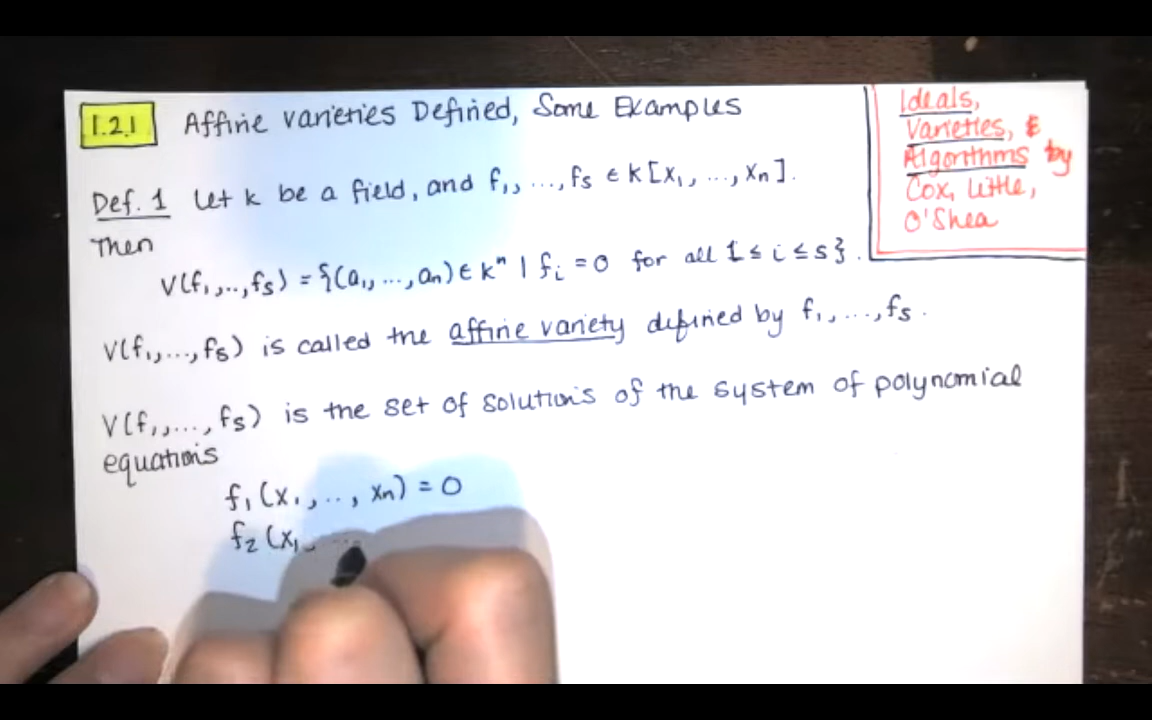 1.2.1 Affine varieties Defined, Some Examples
Ideals,
Varieties, &
Algorithms by
Cox, Little,
O'Shea
Def. 1 Let k be a field, and f₁, ..., fₛ ∈ k[x₁, ..., xₙ].
Then
V(f₁,..,fₛ) = {(a₁, ..., aₙ) ∈ kⁿ | fᵢ = 0 for all 1 ≤ i ≤ s}.
V(f₁,...,fₛ) is called the affine variety defined by f₁, ..., fₛ.
V(f₁,..., fₛ) is the set of solutions of the system of polynomial
equations
f₁(x₁, .., xₙ) = 0
f₂(x₁, ...